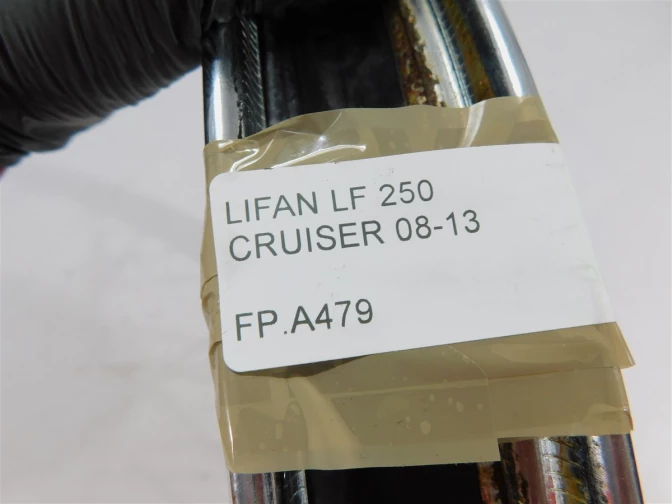 LIFAN LF 250
CRUISER 08-13
FP.A479